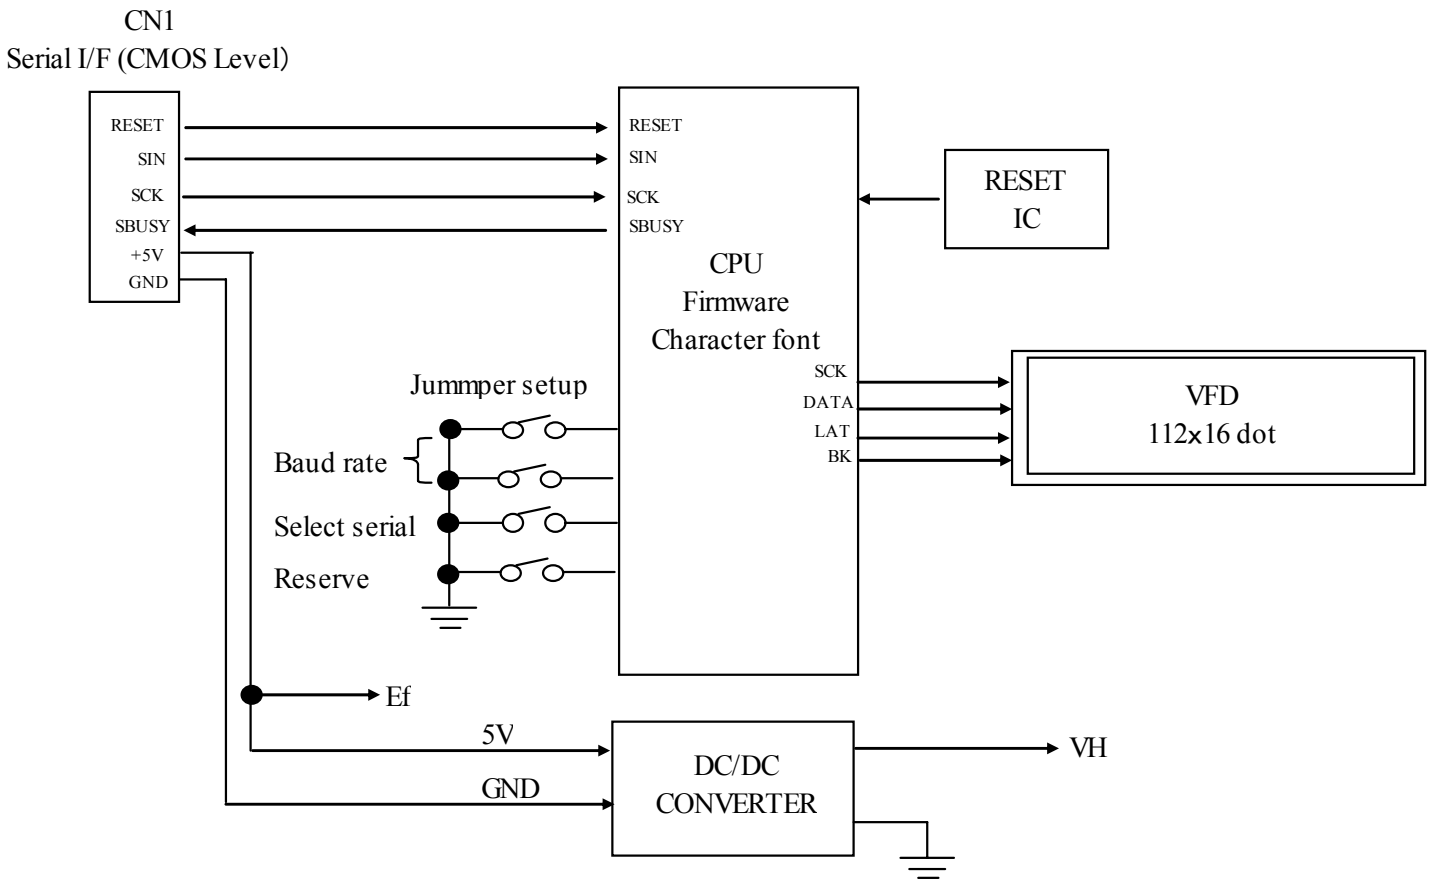 CN1
Serial I/F (CMOS Level)
RESET
SIN
SCK
SBUSY
+5V
GND
RESET
SIN
SCK
SBUSY
CPU
Firmware
Character font
SCK
DATA
LAT
BK
RESET
IC
VFD
112x16 dot
Jummper setup
Baud rate
Select serial
Reserve
Ef
5V
GND
DC/DC
CONVERTER
VH